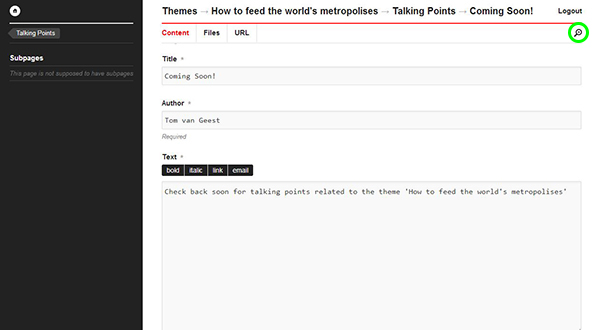 Themes → How to feed the world's metropolises → Talking Points → Coming Soon!
Logout
Talking Points
Content
Files
URL
Subpages
This page is not supposed to have subpages
Title *
Coming Soon!
Author *
Tom van Geest
Required
Text *
bold italic link email
Check back soon for talking points related to the theme 'How to feed the world's metropolises'